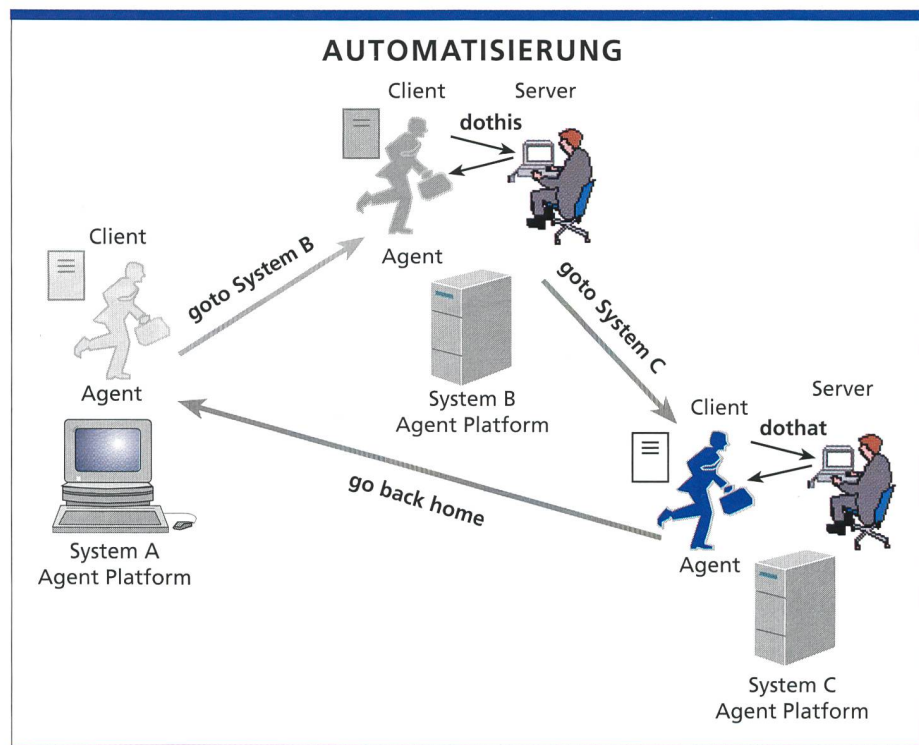 AUTOMATISIERUNG
Client
Server
dothis
Agent
Client
goto System B
Agent
System A
Agent Platform
System B
Agent Platform
goto System C
Client
Server
dothat
Agent
go back home
System C
Agent Platform